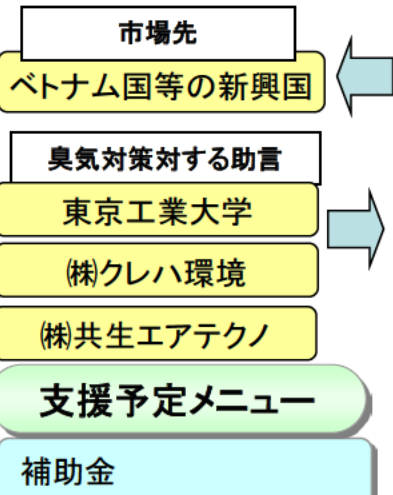 市場先
ベトナム国等の新興国
臭気対策対する助言
東京工業大学
㈱クレハ環境
㈱共生エアテクノ
支援予定メニュー
補助金